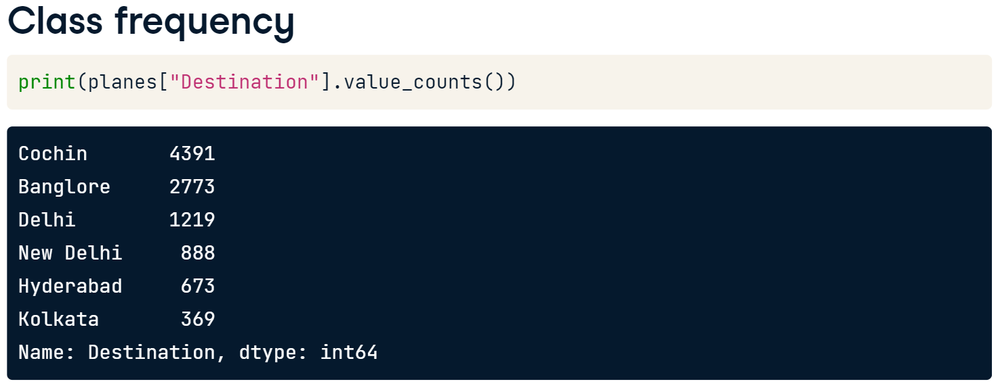 Class frequency
print(planes["Destination"].value_counts())
Cochin       4391
Banglore     2773
Delhi        1219
New Delhi     888
Hyderabad     673
Kolkata       369
Name: Destination, dtype: int64